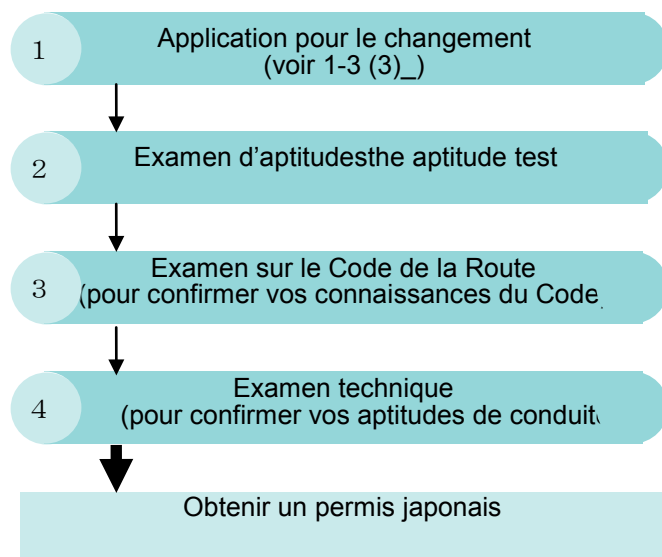 1
Application pour le changement
(voir 1-3 (3)_)
2
Examen d'aptitudesthe aptitude test
3
Examen sur le Code de la Route
(pour confirmer vos connaissances du Code
4
Examen technique
(pour confirmer vos aptitudes de conduit
Obtenir un permis japonais